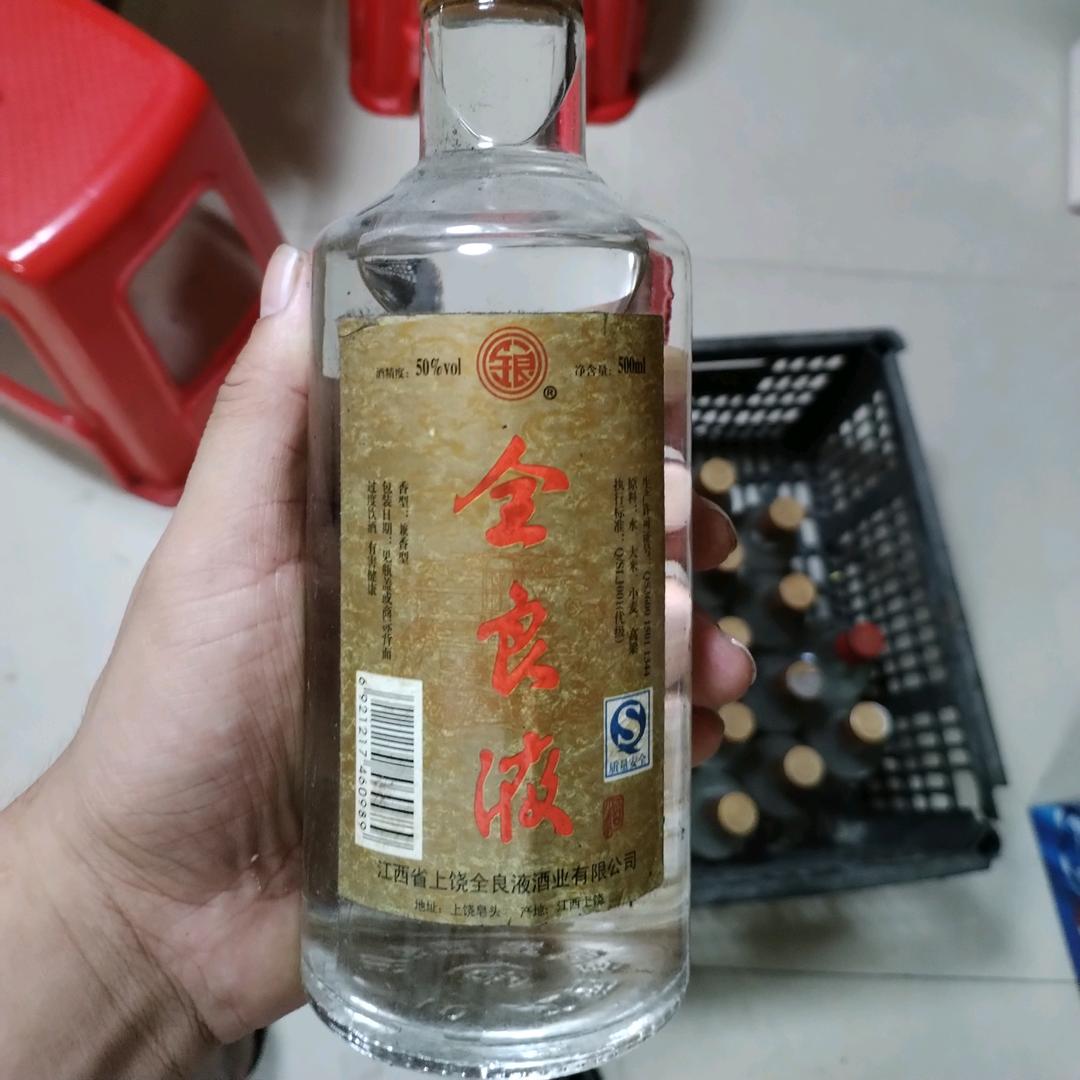 酒精度：50%vol
净含量：500ml
®
全良液
香型：兼香型
包装日期：见瓶盖或商标背面
过度饮酒 有害健康
原料：水 大米 小麦 高粱
质量安全
6921217460989
江西省上饶全良液酒业有限公司
地址：上饶皂头 产地：江西上饶